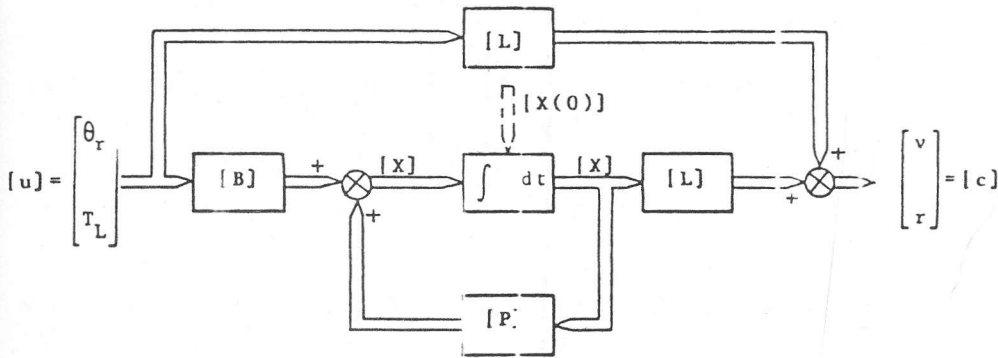 [L]
[X(0)]
[u]=
θr
TL
[B]
+
[X]
+
∫ dt
[X]
[L]
+
+
ν
r
=[c]
[P]